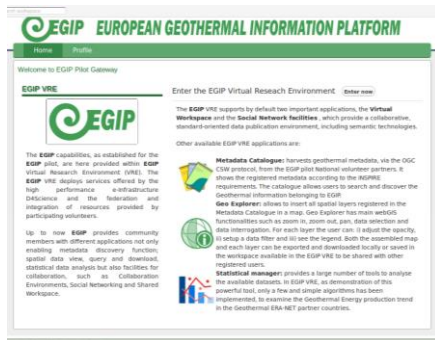 EGIP EUROPEAN GEOTHERMAL INFORMATION PLATFORM
Home Profile
Welcome to EGIP Pilot Gateway
EGIP VRE
EGIP
The EGIP capabilities, as established for the
EGIP pilot, are here provided within EGIP
Virtual Research Environment (VRE). The
EGIP VRE deploys services offered by the
high performance e-Infrastructure
D4Science and the federation and
integration of resources provided by
participating volunteers.
Up to now EGIP provides community
members with different applications not only
enabling metadata discovery function,
spatial data view, query and download,
statistical data analysis but also facilities for
collaboration, such as Collaboration
Environments, Social Networking and Shared
Workspace.
Enter the EGIP Virtual Reseach Environment Enter now
The EGIP VRE supports by default two important applications, the Virtual
Workspace and the Social Network facilities , which provide a collaborative,
standard-oriented data publication environment, including semantic technologies.
Other available EGIP VRE applications are:
Metadata Catalogue: harvests geothermal metadata, via the OGC
CSW protocol, from the EGIP pilot National volunteer partners. It
shows the registered metadata according to the INSPIRE
requirements. The catalogue allows users to search and discover the
Geothermal information belonging to EGIP.
Geo Explorer: allows to insert all spatial layers registered in the
Metadata Catalogue in a map. Geo Explorer has main webGIS
functionalities such as zoom in, zoom out, pan, data selection and
data interrogation. For each layer the user can: i) adjust the opacity,
ii) setup a data filter and iii) see the legend. Both the assembled map
and each layer can be exported and downloaded locally or saved in
the workspace available in the EGIP VRE to be shared with other
registered users.
Statistical manager: provides a large number of tools to analyse
the available datasets. In EGIP VRE, as demonstration of this
powerful tool, only a few and simple algorithms has been
implemented, to examine the Geothermal Energy production trend
in the Geothermal ERA-NET partner countries.